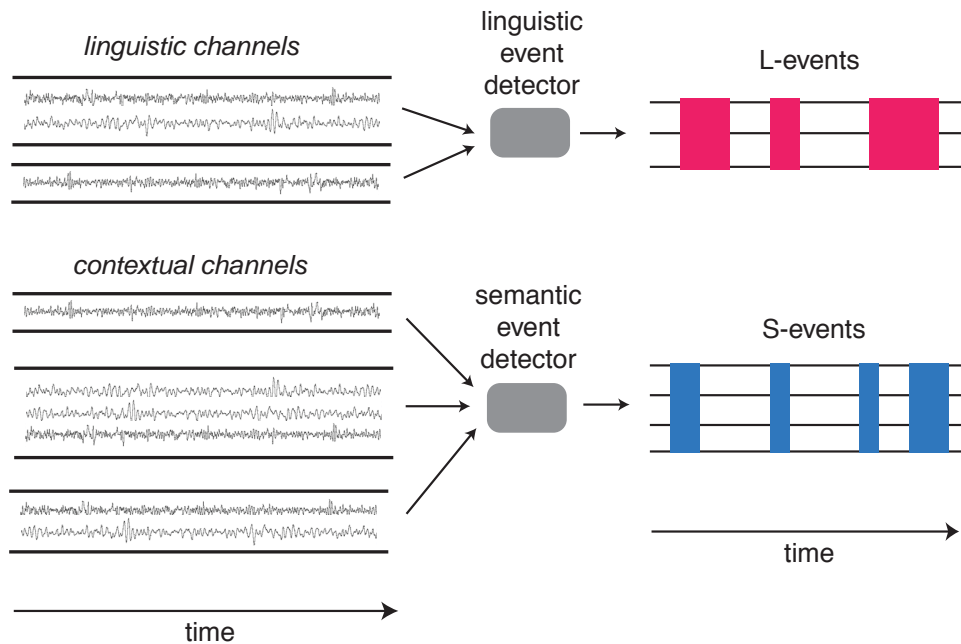 linguistic channels
linguistic
event
detector
L-events
contextual channels
semantic
event
detector
S-events
time
time